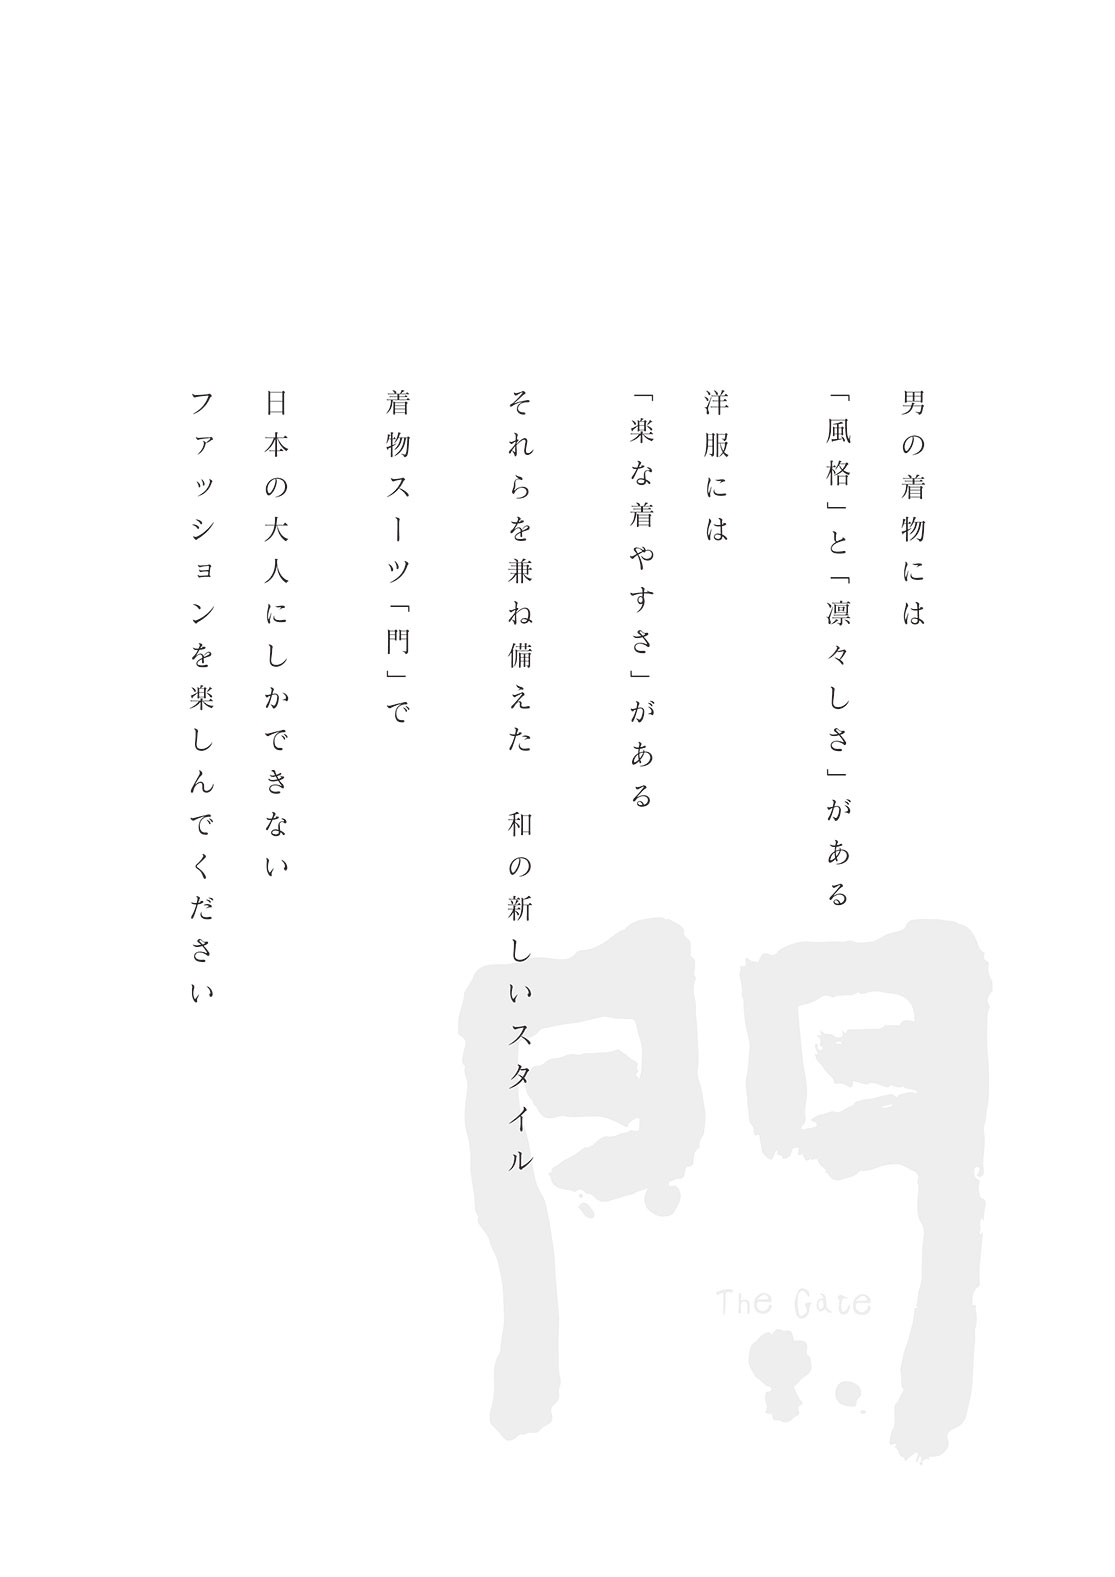 男の着物には
「風格」と「凛々しさ」がある
洋服には
「楽な着やすさ」がある
それらを兼ね備えた　和の新しいスタイル
着物スーツ「門」で
日本の大人にしかできない
ファッションを楽しんでください
門
The Gate